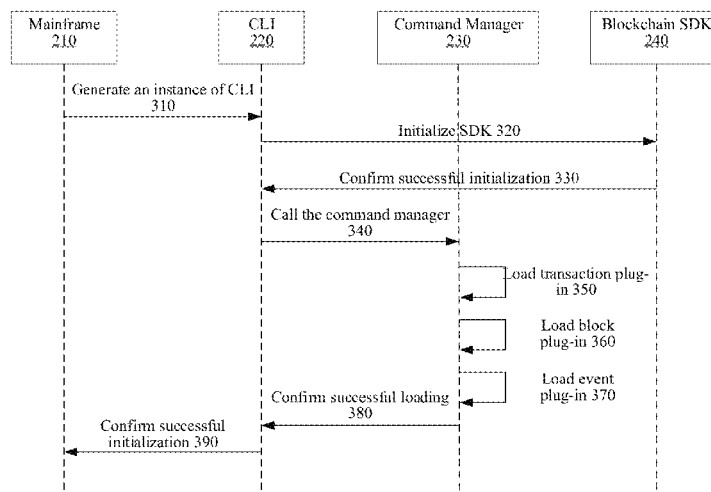 Mainframe
210
CLI
220
Command Manager
230
Blockchain SDK
240
Generate an instance of CLI
310
Initialize SDK 320
Confirm successful initialization 330
Call the command manager
340
Load transaction plug-
in 350
Load block
plug-in 360
Load event
plug-in 370
Confirm successful loading
380
Confirm successful
initialization 390